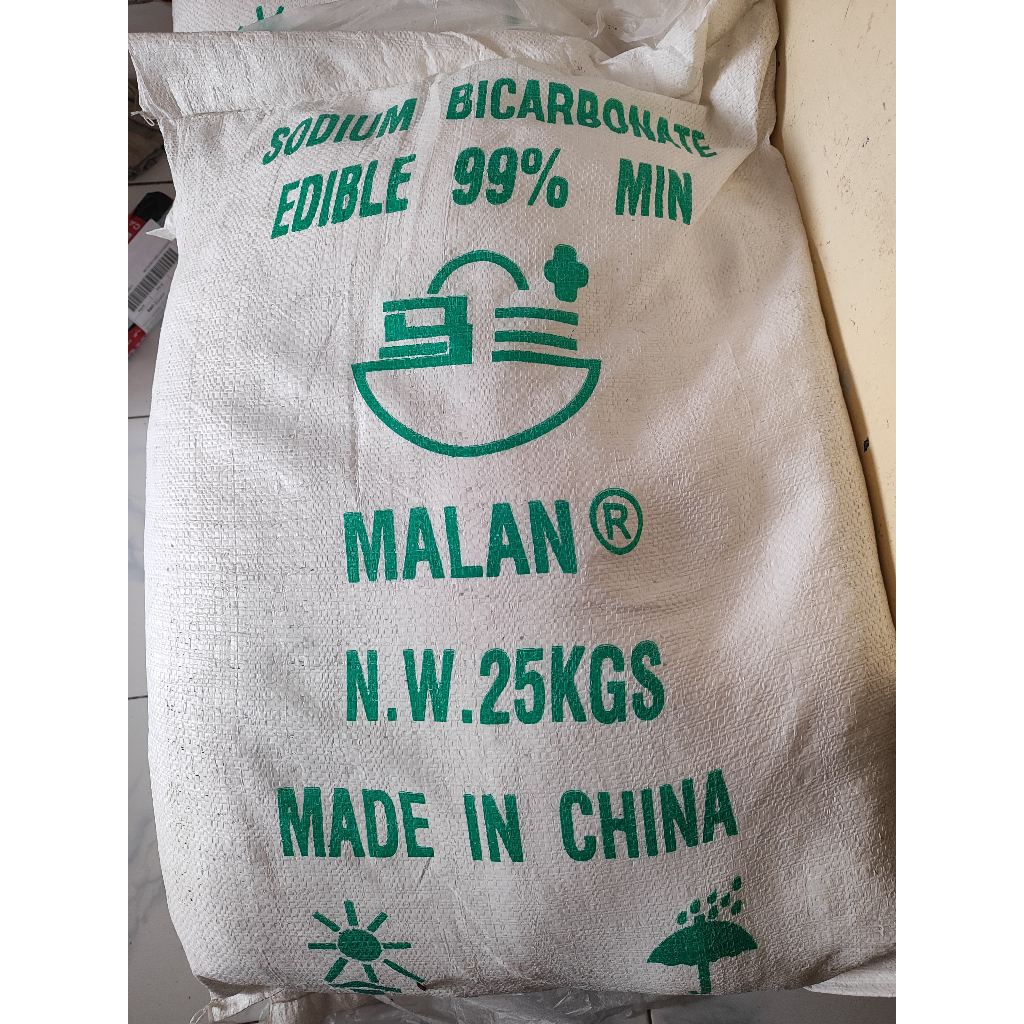 SODIUM BICARBONATE
EDIBLE 99% MIN
MALAN®
N.W.25KGS
MADE IN CHINA